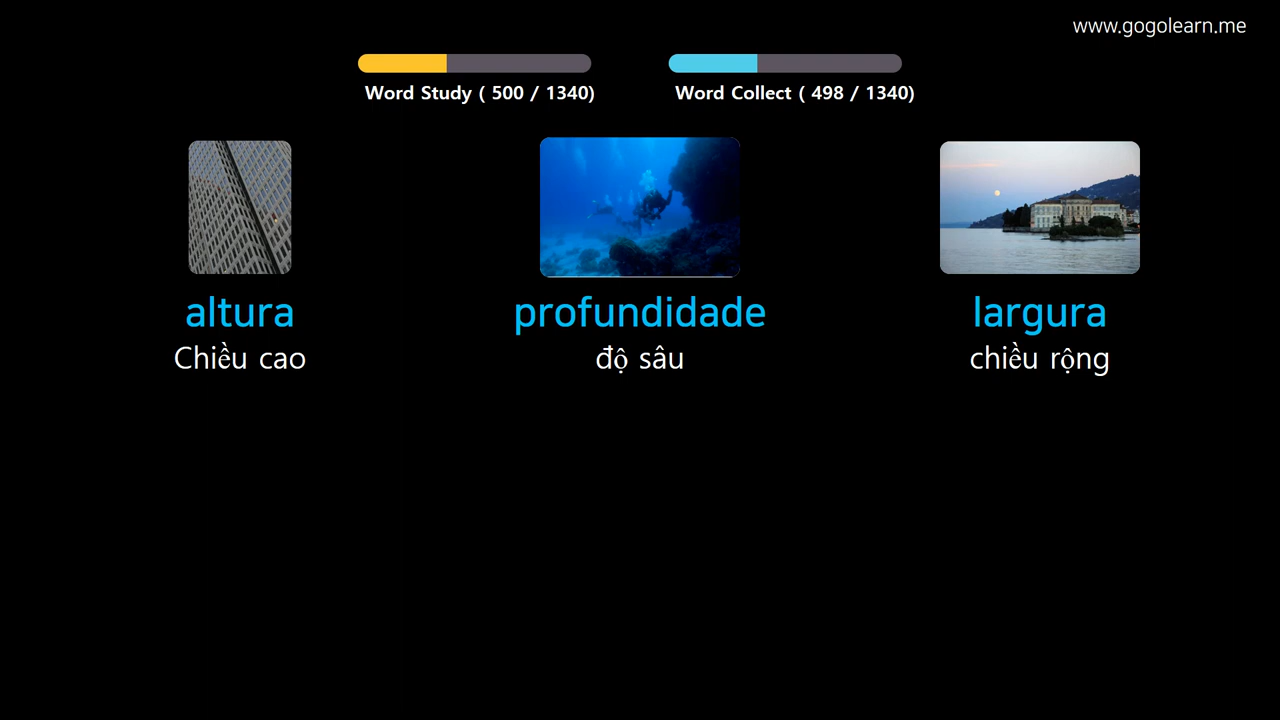 www.gogolearn.me
Word Study ( 500 / 1340)
Word Collect ( 498 / 1340)
altura
Chiều cao
profundidade
độ sâu
largura
chiều rộng